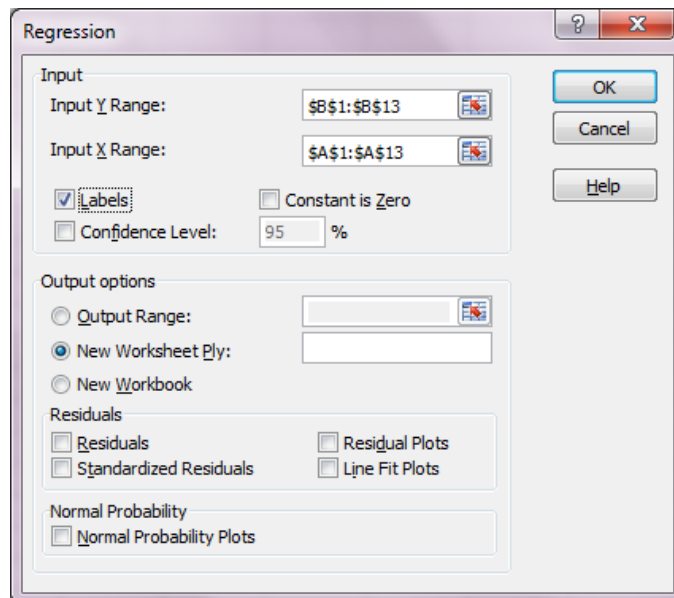 Regression
Input
Input Y Range:
$B$1:$B$13
Input X Range:
$A$1:$A$13
Labels
Constant is Zero
Confidence Level:
95
%
OK
Cancel
Help
Output options
Output Range:
New Worksheet Ply:
New Workbook
Residuals
Residuals
Residual Plots
Standardized Residuals
Line Fit Plots
Normal Probability
Normal Probability Plots